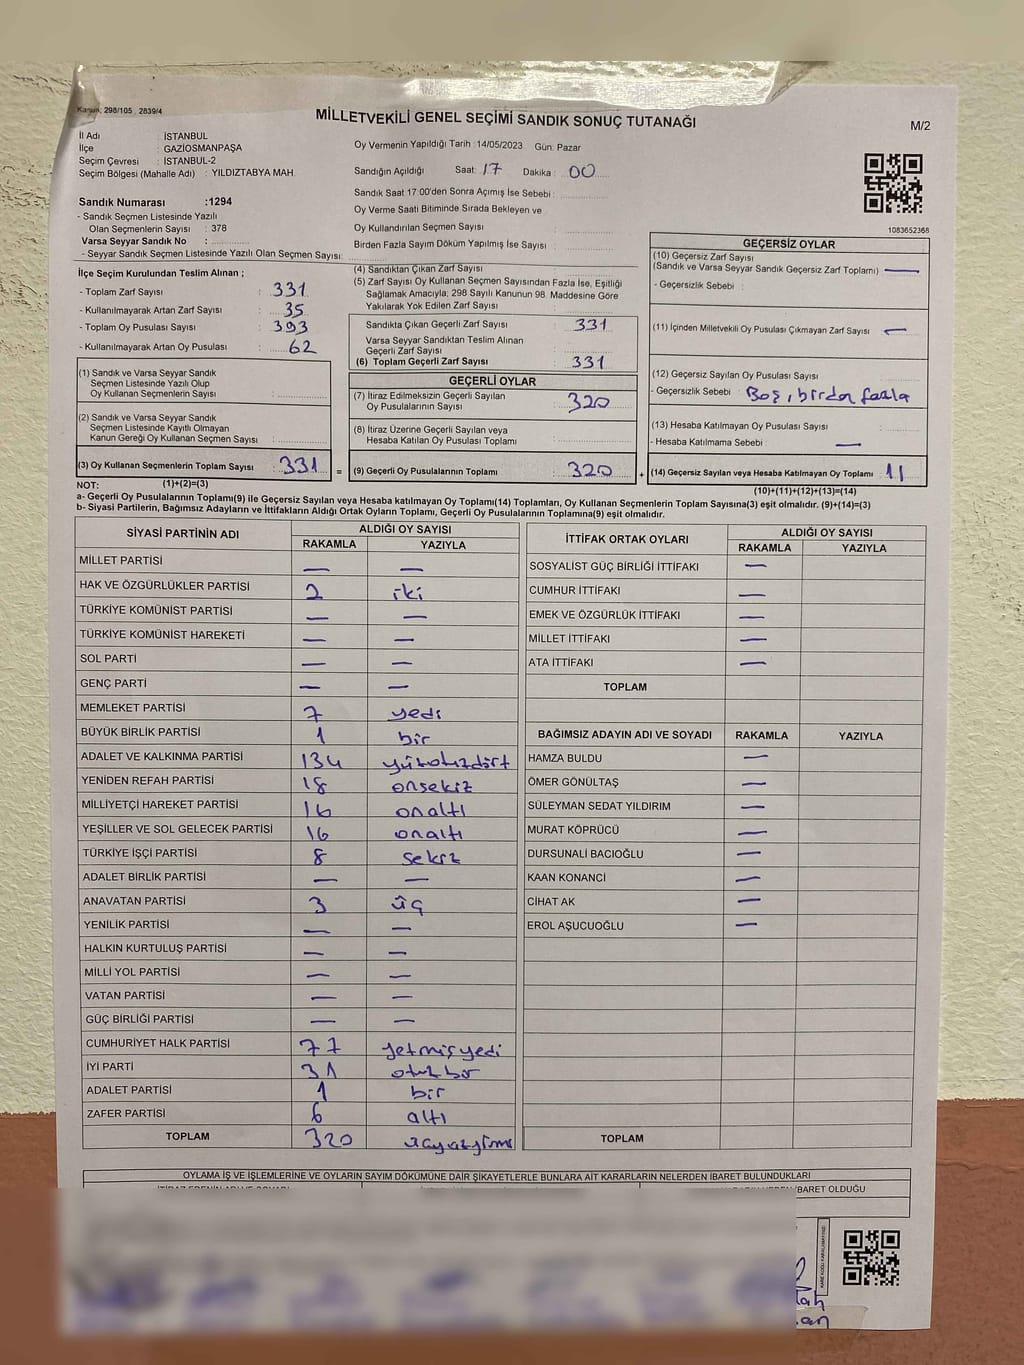 Kanun: 298/105 2839/4
MİLLETVEKİLİ GENEL SEÇİMİ SANDIK SONUÇ TUTANAĞI
M/2
İl Adı : İSTANBUL
İlçe : GAZİOSMANPAŞA
Seçim Çevresi : İSTANBUL-2
Seçim Bölgesi (Mahalle Adı) : YILDIZTABYA MAH.
Oy Vermenin Yapıldığı Tarih :14/05/2023 Gün: Pazar
Sandığın Açıldığı Saat: 17 Dakika : 00
Sandık Saat 17:00'den Sonra Açımış İse Sebebi :
Oy Verme Saati Bitiminde Sırada Bekleyen ve
Oy Kullandırılan Seçmen Sayısı :
Birden Fazla Sayım Döküm Yapılmış İse Sayısı :
Sandık Numarası :1294
- Sandık Seçmen Listesinde Yazılı
Olan Seçmenlerin Sayısı : 378
Varsa Seyyar Sandık No :
- Seyyar Sandık Seçmen Listesinde Yazılı Olan Seçmen Sayısı:
1083652368
İlçe Seçim Kurulundan Teslim Alınan ;
- Toplam Zarf Sayısı : 331
- Kullanılmayarak Artan Zarf Sayısı : 35
- Toplam Oy Pusulası Sayısı : 393
- Kullanılmayarak Artan Oy Pusulası : 62
(1) Sandık ve Varsa Seyyar Sandık
Seçmen Listesinde Yazılı Olup
Oy Kullanan Seçmenlerin Sayısı :
(2) Sandık ve Varsa Seyyar Sandık
Seçmen Listesinde Kayıtlı Olmayan
Kanun Gereği Oy Kullanan Seçmen Sayısı :
(3) Oy Kullanan Seçmenlerin Toplam Sayısı : 331
(4) Sandıktan Çıkan Zarf Sayısı :
(5) Zarf Sayısı Oy Kullanan Seçmen Sayısından Fazla İse, Eşitliği
Sağlamak Amacıyla; 298 Sayılı Kanunun 98. Maddesine Göre
Yakılarak Yok Edilen Zarf Sayısı :
Sandıkta Çıkan Geçerli Zarf Sayısı : 331
Varsa Seyyar Sandıktan Teslim Alınan
Geçerli Zarf Sayısı :
(6) Toplam Geçerli Zarf Sayısı : 331
GEÇERLİ OYLAR
(7) İtiraz Edilmeksizin Geçerli Sayılan
Oy Pusulalarının Sayısı : 320
(8) İtiraz Üzerine Geçerli Sayılan veya
Hesaba Katılan Oy Pusulası Toplamı :
= (9) Geçerli Oy Pusulalarının Toplamı : 320
GEÇERSİZ OYLAR
(10) Geçersiz Zarf Sayısı
(Sandık ve Varsa Seyyar Sandık Geçersiz Zarf Toplamı) : —
- Geçersizlik Sebebi :
(11) İçinden Milletvekili Oy Pusulası Çıkmayan Zarf Sayısı : —
(12) Geçersiz Sayılan Oy Pusulası Sayısı :
- Geçersizlik Sebebi : Boş, birden fazla
(13) Hesaba Katılmayan Oy Pusulası Sayısı :
- Hesaba Katılmama Sebebi : —
+ (14) Geçersiz Sayılan veya Hesaba Katılmayan Oy Toplamı : 11
NOT: (1)+(2)=(3)
(10)+(11)+(12)+(13)=(14)
a- Geçerli Oy Pusulalarının Toplamı(9) ile Geçersiz Sayılan veya Hesaba katılmayan Oy Toplamı(14) Toplamları, Oy Kullanan Seçmenlerin Toplam Sayısına(3) eşit olmalıdır. (9)+(14)=(3)
b- Siyasi Partilerin, Bağımsız Adayların ve İttifakların Aldığı Ortak Oyların Toplamı, Geçerli Oy Pusulalarının Toplamına(9) eşit olmalıdır.
SİYASİ PARTİNİN ADI ALDIĞI OY SAYISI
RAKAMLA YAZIYLA
MİLLET PARTİSİ — —
HAK VE ÖZGÜRLÜKLER PARTİSİ 2 iki
TÜRKİYE KOMÜNİST PARTİSİ — —
TÜRKİYE KOMÜNİST HAREKETİ — —
SOL PARTİ — —
GENÇ PARTİ — —
MEMLEKET PARTİSİ 7 yedi
BÜYÜK BİRLİK PARTİSİ 1 bir
ADALET VE KALKINMA PARTİSİ 134 yüzotuzdört
YENİDEN REFAH PARTİSİ 18 onsekiz
MİLLİYETÇİ HAREKET PARTİSİ 16 onaltı
YEŞİLLER VE SOL GELECEK PARTİSİ 16 onaltı
TÜRKİYE İŞÇİ PARTİSİ 8 sekiz
ADALET BİRLİK PARTİSİ — —
ANAVATAN PARTİSİ 3 üç
YENİLİK PARTİSİ — —
HALKIN KURTULUŞ PARTİSİ — —
MİLLİ YOL PARTİSİ — —
VATAN PARTİSİ — —
GÜÇ BİRLİĞİ PARTİSİ — —
CUMHURİYET HALK PARTİSİ 77 yetmişyedi
İYİ PARTİ 31 otuzbir
ADALET PARTİSİ 1 bir
ZAFER PARTİSİ 6 altı
TOPLAM 320
İTTİFAK ORTAK OYLARI ALDIĞI OY SAYISI
RAKAMLA YAZIYLA
SOSYALİST GÜÇ BİRLİĞİ İTTİFAKI —
CUMHUR İTTİFAKI —
EMEK VE ÖZGÜRLÜK İTTİFAKI —
MİLLET İTTİFAKI —
ATA İTTİFAKI —
TOPLAM
BAĞIMSIZ ADAYIN ADI VE SOYADI RAKAMLA YAZIYLA
HAMZA BULDU —
ÖMER GÖNÜLTAŞ —
SÜLEYMAN SEDAT YILDIRIM —
MURAT KÖPRÜCÜ —
DURSUNALİ BACIOĞLU —
KAAN KONANCİ —
CİHAT AK —
EROL AŞUCUOĞLU —
TOPLAM
OYLAMA İŞ VE İŞLEMLERİNE VE OYLARIN SAYIM DÖKÜMÜNE DAİR ŞİKAYETLERLE BUNLARA AİT KARARLARIN NELERDEN İBARET BULUNDUKLARI
İBARET OLDUĞU